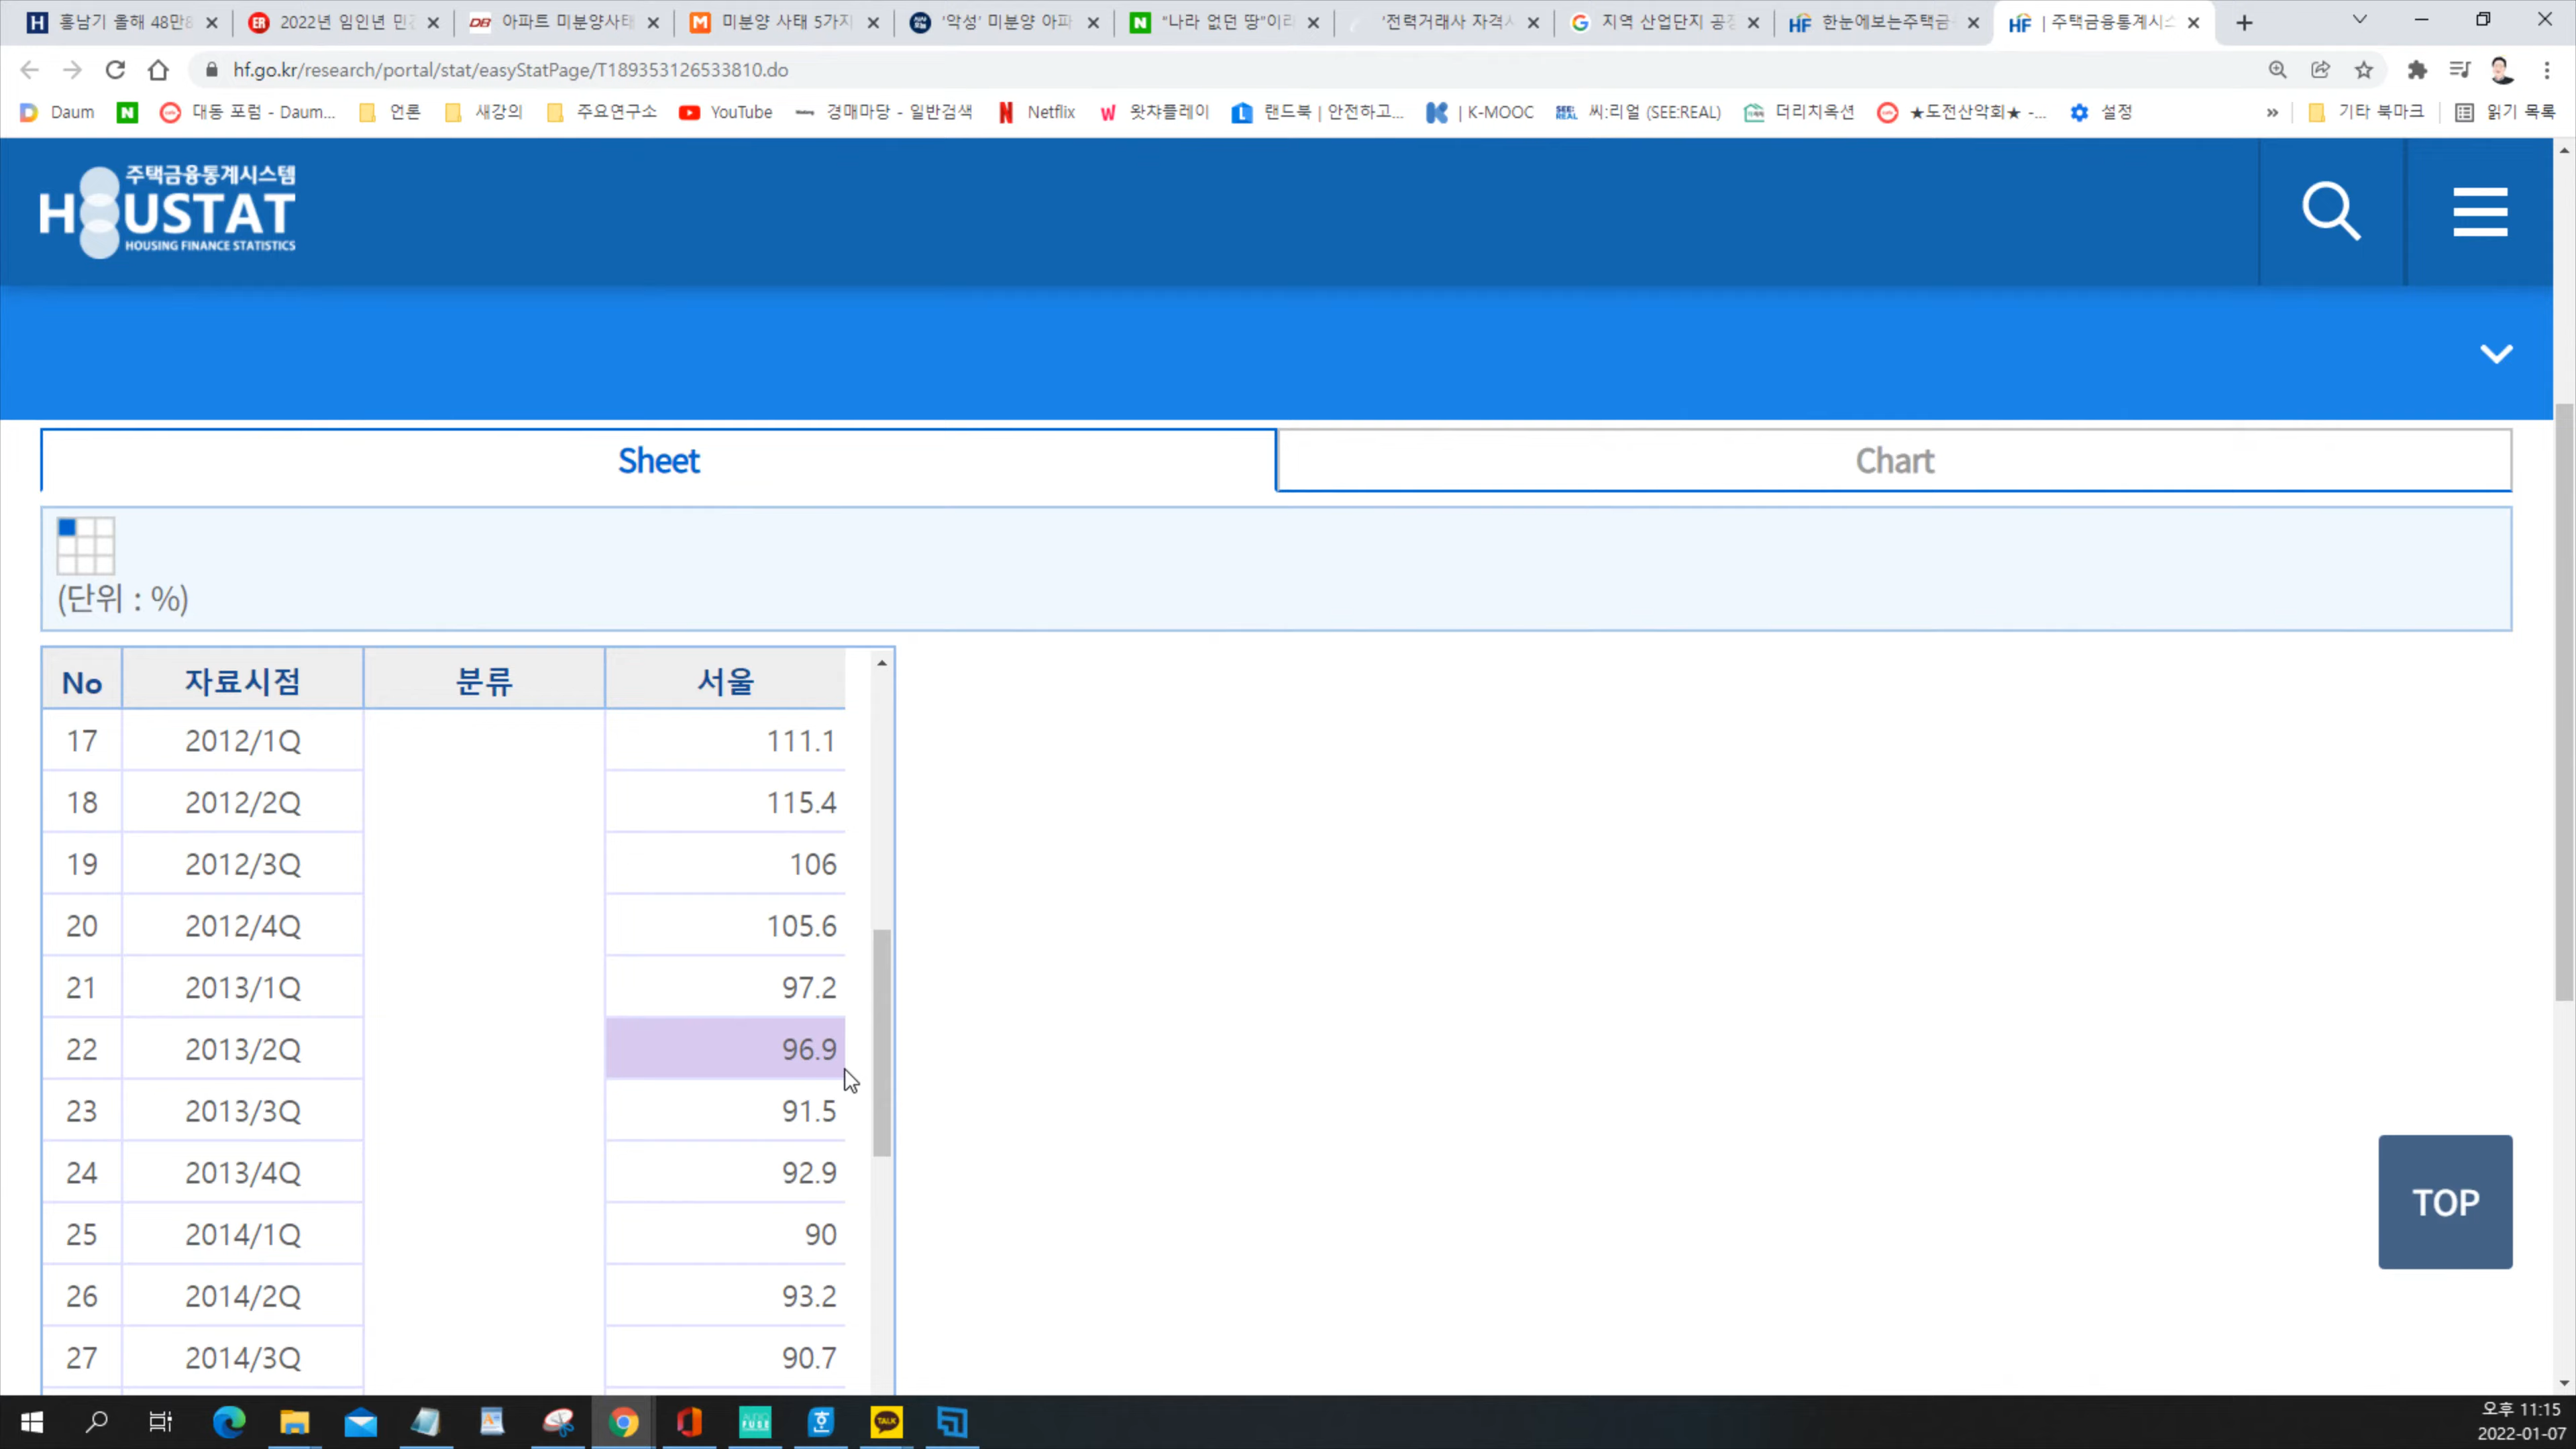 홍남기 올해 48만8
2022년 임인년 민간
아파트 미분양사태
미분양 사태 5가지
'악성' 미분양 아파
"나라 없던 땅"이라
'전력거래사 자격시
지역 산업단지 공장
한눈에보는주택금융
| 주택금융통계시스
hf.go.kr/research/portal/stat/easyStatPage/T189353126533810.do
Daum
대동 포럼 - Daum...
언론
새강의
주요연구소
YouTube
경매마당 - 일반검색
Netflix
왓챠플레이
랜드북 | 안전하고...
| K-MOOC
씨:리얼 (SEE:REAL)
더리치옥션
★도전산악회★ -...
설정
»
기타 북마크
읽기 목록
주택금융통계시스템
HOUSTAT
HOUSING FINANCE STATISTICS
Sheet
Chart
(단위 : %)
No 자료시점 분류 서울
17 2012/1Q 111.1
18 2012/2Q 115.4
19 2012/3Q 106
20 2012/4Q 105.6
21 2013/1Q 97.2
22 2013/2Q 96.9
23 2013/3Q 91.5
24 2013/4Q 92.9
25 2014/1Q 90
26 2014/2Q 93.2
27 2014/3Q 90.7
TOP
TALK
오후 11:15
2022-01-07